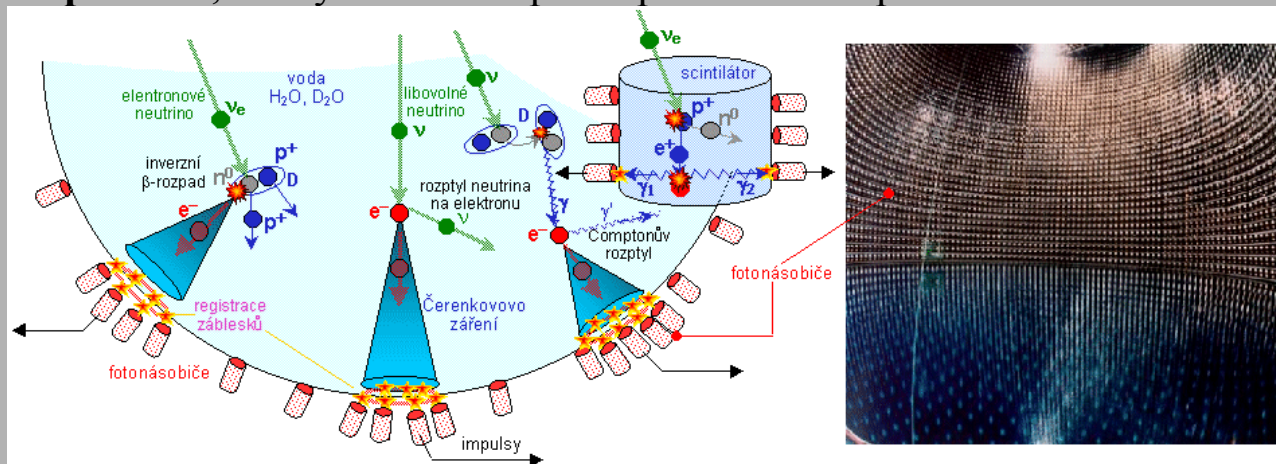 voda
H2O, D2O
elentronové
neutrino
νe
inverzní
β-rozpad
n0
p+
D
p+
e−
libovolné
neutrino
ν
ν
D
rozptyl neutrina
na elektronu
ν
e−
γ
γ'
e−
Comptonův
rozptyl
νe
scintilátor
p+
n0
e+
γ1
γ2
fotonásobiče
registrace
záblesků
Čerenkovovo
záření
fotonásobiče
impulsy